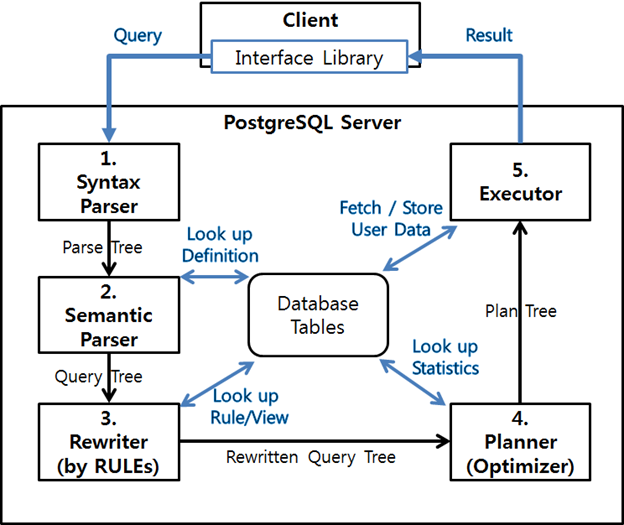 Client
Query
Interface Library
Result
PostgreSQL Server
1.
Syntax
Parser
5.
Executor
Fetch / Store
User Data
Parse Tree
Look up
Definition
2.
Semantic
Parser
Database
Tables
Plan Tree
Query Tree
Look up
Statistics
Look up
Rule/View
3.
Rewriter
(by RULEs)
Rewritten Query Tree
4.
Planner
(Optimizer)